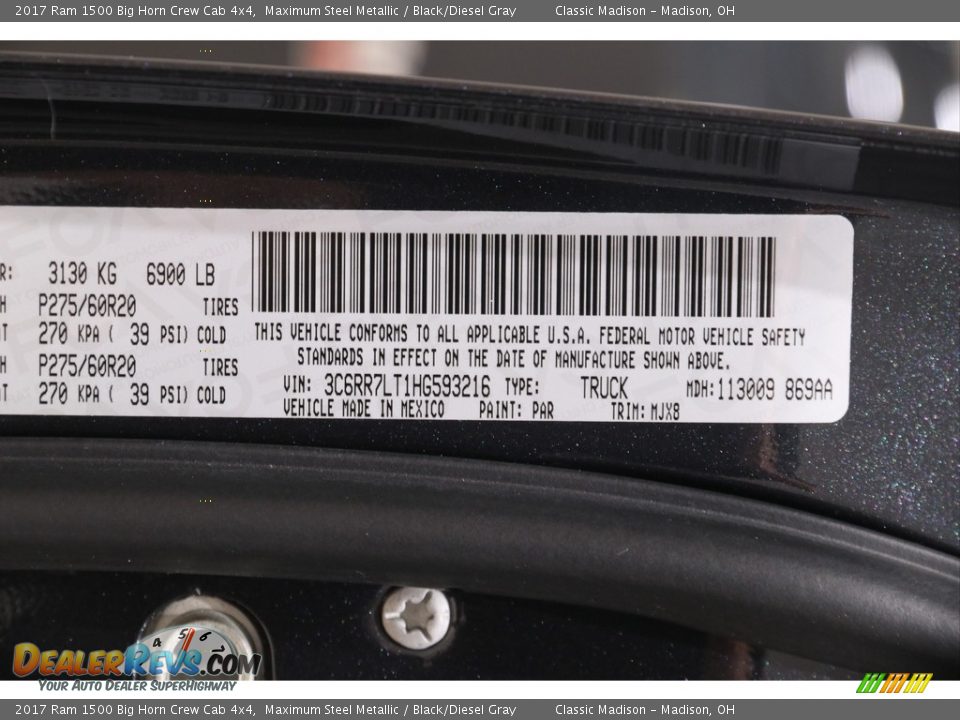 2017 Ram 1500 Big Horn Crew Cab 4x4, Maximum Steel Metallic / Black/Diesel Gray Classic Madison – Madison, OH
R: 3130 KG 6900 LB
P275/60R20 TIRES
270 KPA ( 39 PSI) COLD
P275/60R20 TIRES
270 KPA ( 39 PSI) COLD
THIS VEHICLE CONFORMS TO ALL APPLICABLE U.S.A. FEDERAL MOTOR VEHICLE SAFETY
STANDARDS IN EFFECT ON THE DATE OF MANUFACTURE SHOWN ABOVE.
VIN: 3C6RR7LT1HG593216 TYPE: TRUCK MDH: 113009 869AA
VEHICLE MADE IN MEXICO PAINT: PAR TRIM: MJX8
4 5 6
DEALERREVS.COM
YOUR AUTO DEALER SUPERHIGHWAY
2017 Ram 1500 Big Horn Crew Cab 4x4, Maximum Steel Metallic / Black/Diesel Gray Classic Madison – Madison, OH